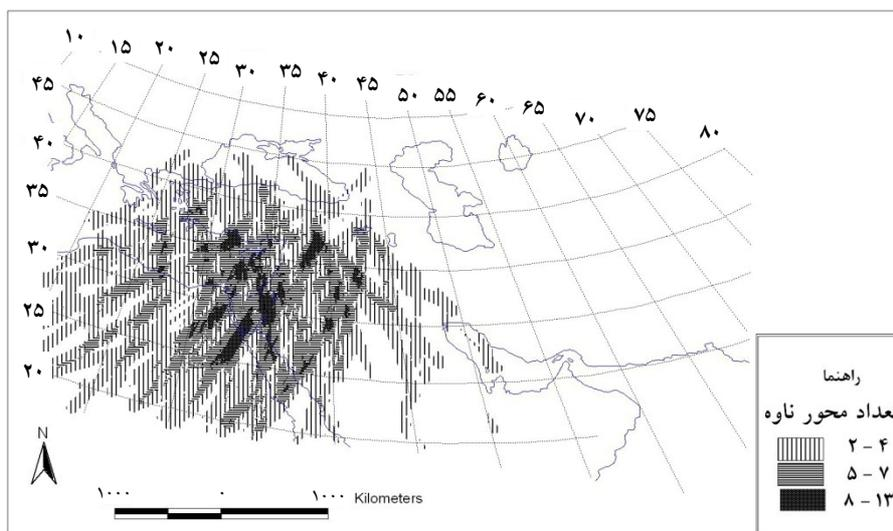 ۱۰ ۱۵ ۲۰ ۲۵ ۳۰ ۳۵ ۴۰ ۴۵ ۵۰ ۵۵ ۶۰ ۶۵ ۷۰ ۷۵ ۸۰
۴۵
۴۰
۳۵
۳۰
۲۵
۲۰
راهنما
عداد محور ناوه
۲ - ۴
۵ - ۷
۸ - ۱۳
N
۱۰۰۰ ۰ ۱۰۰۰ Kilometers